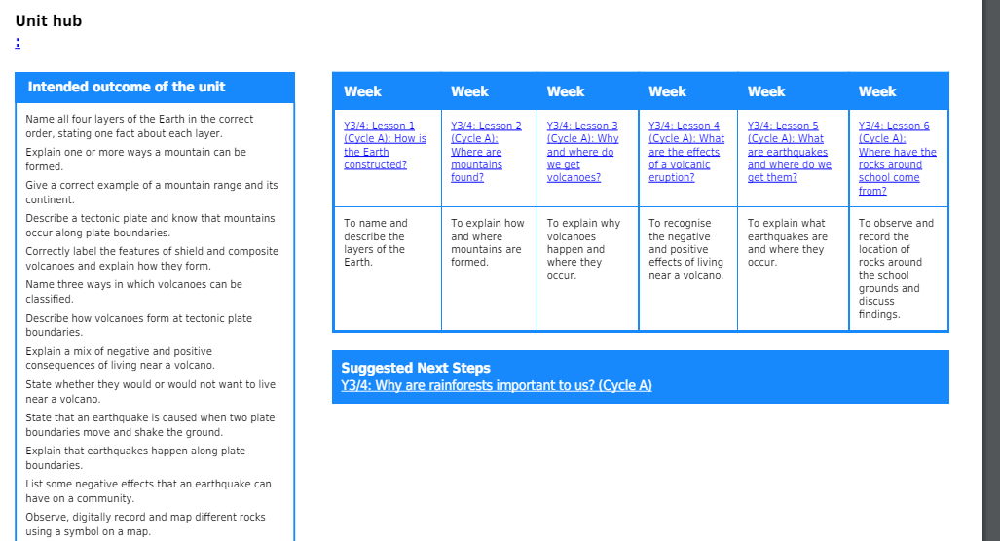 Unit hub
:
Intended outcome of the unit
Name all four layers of the Earth in the correct
order, stating one fact about each layer.
Explain one or more ways a mountain can be
formed.
Give a correct example of a mountain range and its
continent.
Describe a tectonic plate and know that mountains
occur along plate boundaries.
Correctly label the features of shield and composite
volcanoes and explain how they form.
Name three ways in which volcanoes can be
classified.
Describe how volcanoes form at tectonic plate
boundaries.
Explain a mix of negative and positive
consequences of living near a volcano.
State whether they would or would not want to live
near a volcano.
State that an earthquake is caused when two plate
boundaries move and shake the ground.
Explain that earthquakes happen along plate
boundaries.
List some negative effects that an earthquake can
have on a community.
Observe, digitally record and map different rocks
using a symbol on a map.
Week
Y3/4: Lesson 1
(Cycle A): How is
the Earth
constructed?
To name and
describe the
layers of the
Earth.
Week
Y3/4: Lesson 2
(Cycle A):
Where are
mountains
found?
To explain how
and where
mountains are
formed.
Week
Y3/4: Lesson 3
(Cycle A): Why
and where do
we get
volcanoes?
To explain why
volcanoes
happen and
where they
occur.
Week
Y3/4: Lesson 4
(Cycle A): What
are the effects
of a volcanic
eruption?
To recognise
the negative
and positive
effects of living
near a volcano.
Week
Y3/4: Lesson 5
(Cycle A): What
are earthquakes
and where do we
get them?
To explain what
earthquakes are
and where they
occur.
Week
Y3/4: Lesson 6
(Cycle A):
Where have the
rocks around
school come
from?
To observe and
record the
location of
rocks around
the school
grounds and
discuss
findings.
Suggested Next Steps
Y3/4: Why are rainforests important to us? (Cycle A)